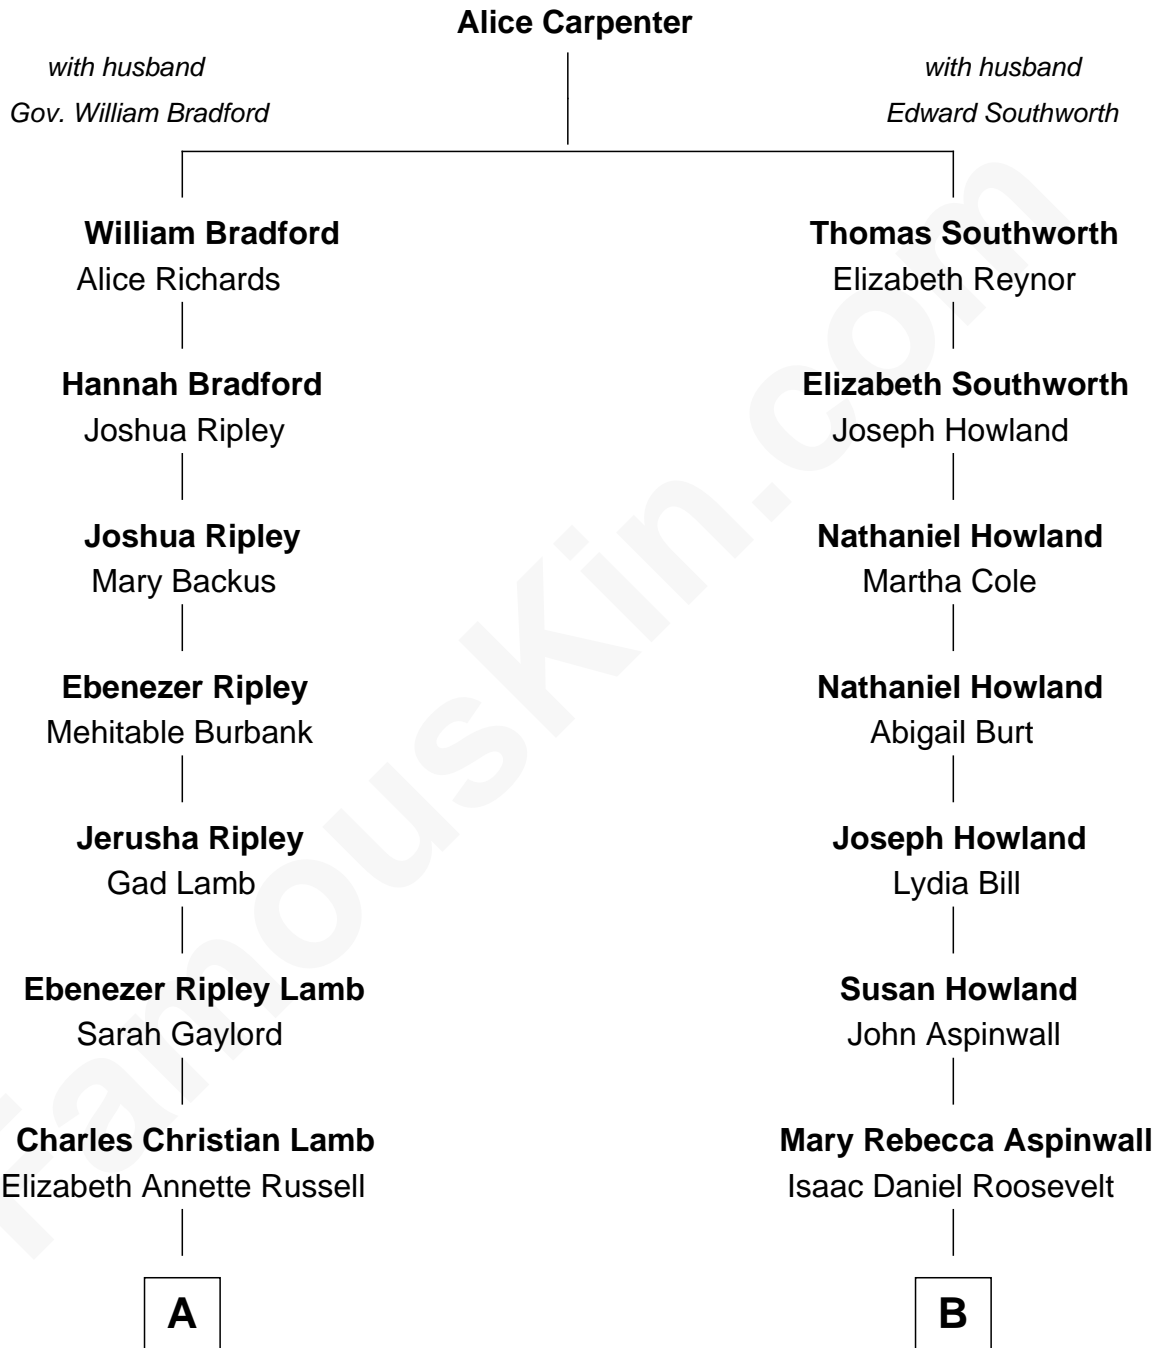 Alice Carpenter
with husband
Gov. William Bradford
with husband
Edward Southworth
William Bradford
Alice Richards
Thomas Southworth
Elizabeth Reynor
Hannah Bradford
Joshua Ripley
Elizabeth Southworth
Joseph Howland
Joshua Ripley
Mary Backus
Nathaniel Howland
Martha Cole
Ebenezer Ripley
Mehitable Burbank
Nathaniel Howland
Abigail Burt
Jerusha Ripley
Gad Lamb
Joseph Howland
Lydia Bill
Ebenezer Ripley Lamb
Sarah Gaylord
Susan Howland
John Aspinwall
Charles Christian Lamb
Elizabeth Annette Russell
Mary Rebecca Aspinwall
Isaac Daniel Roosevelt
A
B
FamousKin.com